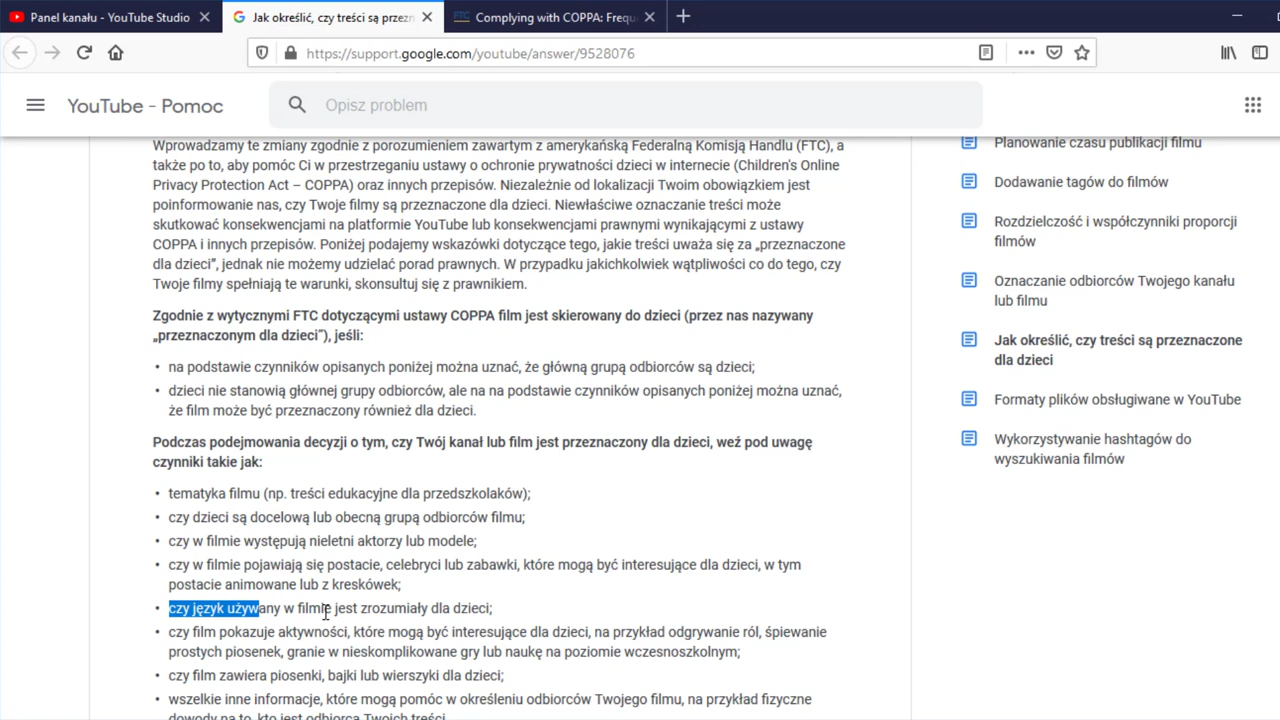 Panel kanału - YouTube Studio
Jak określić, czy treści są przezn
Complying with COPPA: Frequ
https://support.google.com/youtube/answer/9528076
YouTube - Pomoc
Opisz problem
Wprowadzamy te zmiany zgodnie z porozumieniem zawartym z amerykańską Federalną Komisją Handlu (FTC), a
także po to, aby pomóc Ci w przestrzeganiu ustawy o ochronie prywatności dzieci w internecie (Children's Online
Privacy Protection Act – COPPA) oraz innych przepisów. Niezależnie od lokalizacji Twoim obowiązkiem jest
poinformowanie nas, czy Twoje filmy są przeznaczone dla dzieci. Niewłaściwe oznaczanie treści może
skutkować konsekwencjami na platformie YouTube lub konsekwencjami prawnymi wynikającymi z ustawy
COPPA i innych przepisów. Poniżej podajemy wskazówki dotyczące tego, jakie treści uważa się za „przeznaczone
dla dzieci”, jednak nie możemy udzielać porad prawnych. W przypadku jakichkolwiek wątpliwości co do tego, czy
Twoje filmy spełniają te warunki, skonsultuj się z prawnikiem.
Zgodnie z wytycznymi FTC dotyczącymi ustawy COPPA film jest skierowany do dzieci (przez nas nazywany
„przeznaczonym dla dzieci”), jeśli:
• na podstawie czynników opisanych poniżej można uznać, że główną grupą odbiorców są dzieci;
• dzieci nie stanowią głównej grupy odbiorców, ale na na podstawie czynników opisanych poniżej można uznać,
że film może być przeznaczony również dla dzieci.
Podczas podejmowania decyzji o tym, czy Twój kanał lub film jest przeznaczony dla dzieci, weź pod uwagę
czynniki takie jak:
• tematyka filmu (np. treści edukacyjne dla przedszkolaków);
• czy dzieci są docelową lub obecną grupą odbiorców filmu;
• czy w filmie występują nieletni aktorzy lub modele;
• czy w filmie pojawiają się postacie, celebryci lub zabawki, które mogą być interesujące dla dzieci, w tym
postacie animowane lub z kreskówek;
• czy język używany w filmie jest zrozumiały dla dzieci;
• czy film pokazuje aktywności, które mogą być interesujące dla dzieci, na przykład odgrywanie ról, śpiewanie
prostych piosenek, granie w nieskomplikowane gry lub naukę na poziomie wczesnoszkolnym;
• czy film zawiera piosenki, bajki lub wierszyki dla dzieci;
• wszelkie inne informacje, które mogą pomóc w określeniu odbiorców Twojego filmu, na przykład fizyczne
dowody na to, kto jest odbiorcą Twoich treści.
Planowanie czasu publikacji filmu
Dodawanie tagów do filmów
Rozdzielczość i współczynniki proporcji
filmów
Oznaczanie odbiorców Twojego kanału
lub filmu
Jak określić, czy treści są przeznaczone
dla dzieci
Formaty plików obsługiwane w YouTube
Wykorzystywanie hashtagów do
wyszukiwania filmów